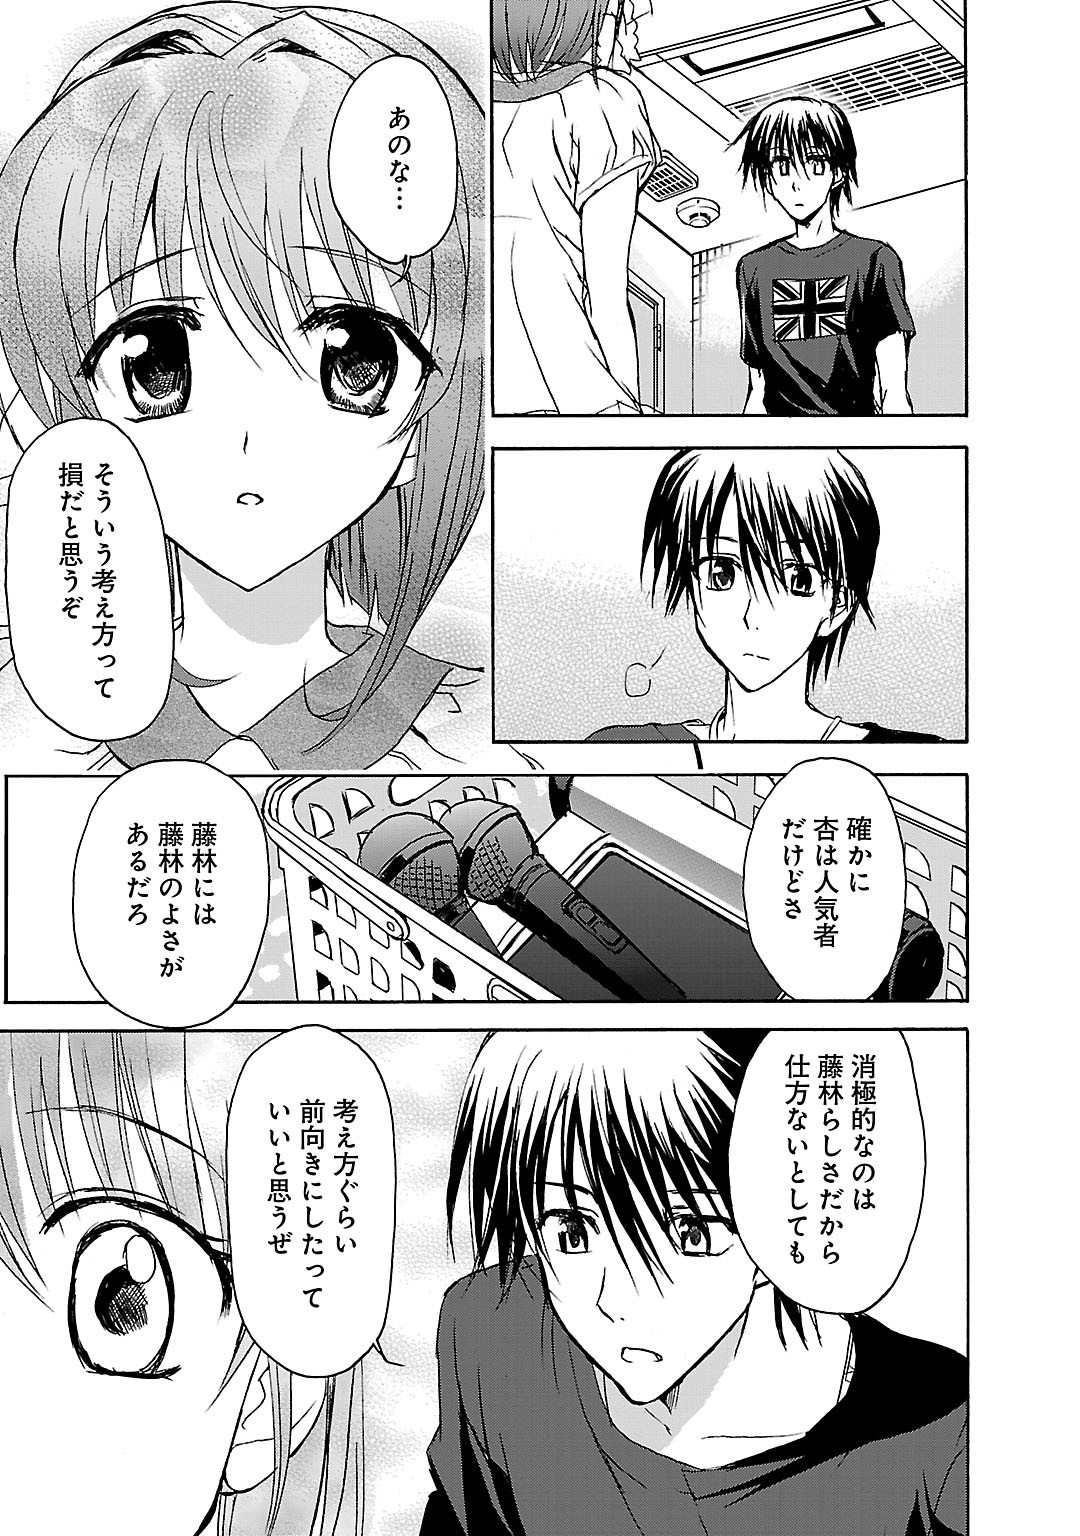 あのな…
そういう考え方って
損だと思うぞ
確かに
杏は人気者
だけどさ
藤林には
藤林のよさが
あるだろ
消極的なのは
藤林らしさだから
仕方ないとしても
考え方ぐらい
前向きにしたって
いいと思うぜ